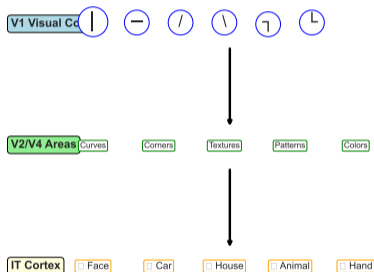 V1 Visual Co
V2/V4 Areas Curves Corners Textures Patterns Colors
IT Cortex □ Face □ Car □ House □ Animal □ Hand